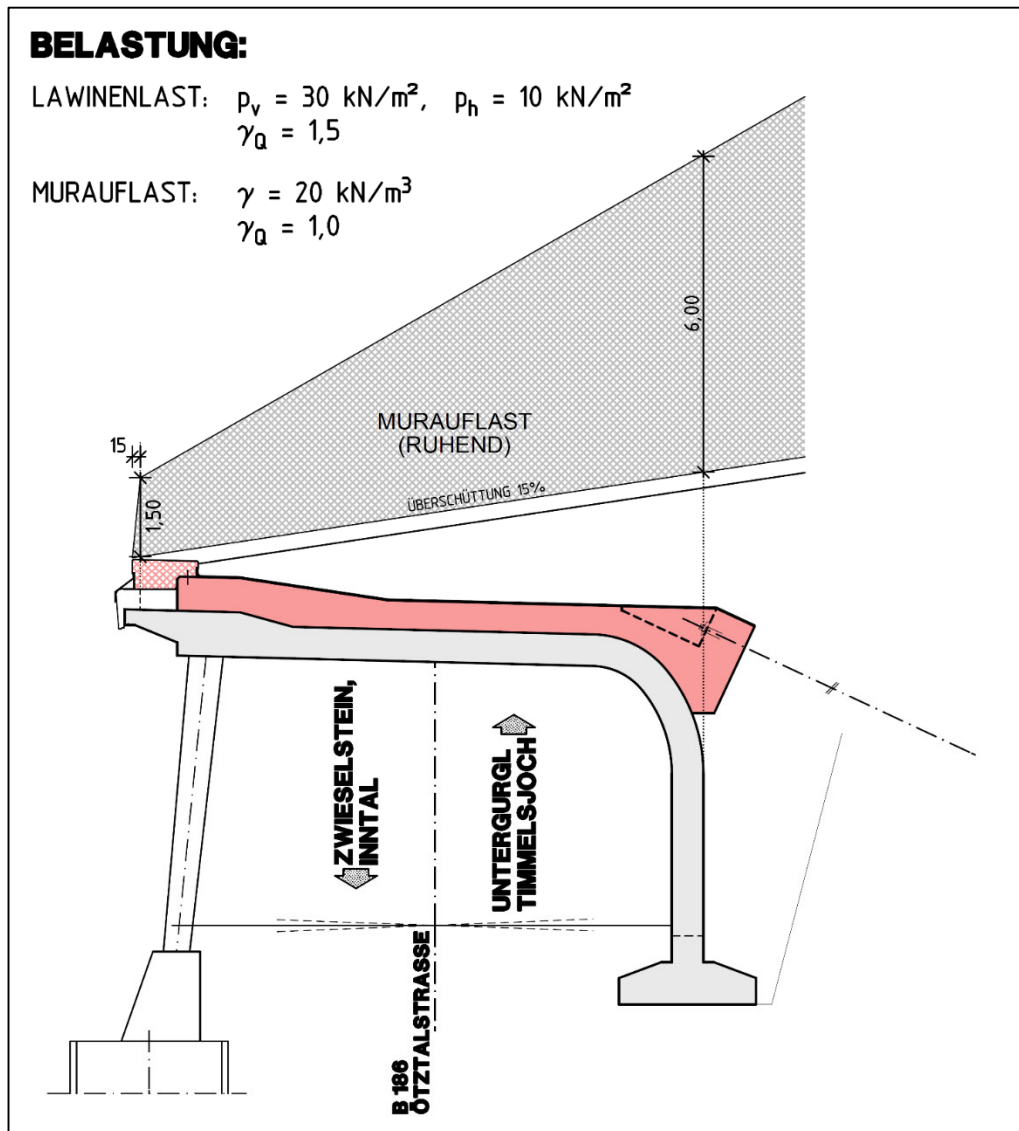 BELASTUNG:
LAWINENLAST: pᵥ = 30 kN/m², pₕ = 10 kN/m²
γQ = 1,5
MURAUFLAST: γ = 20 kN/m³
γQ = 1,0
6,00
MURAUFLAST
(RUHEND)
15
1,50
ÜBERSCHÜTTUNG 15%
ZWIESELSTEIN,
INNTAL
UNTERGURGL
TIMMELSJOCH
B 186
ÖTZTALSTRASSE